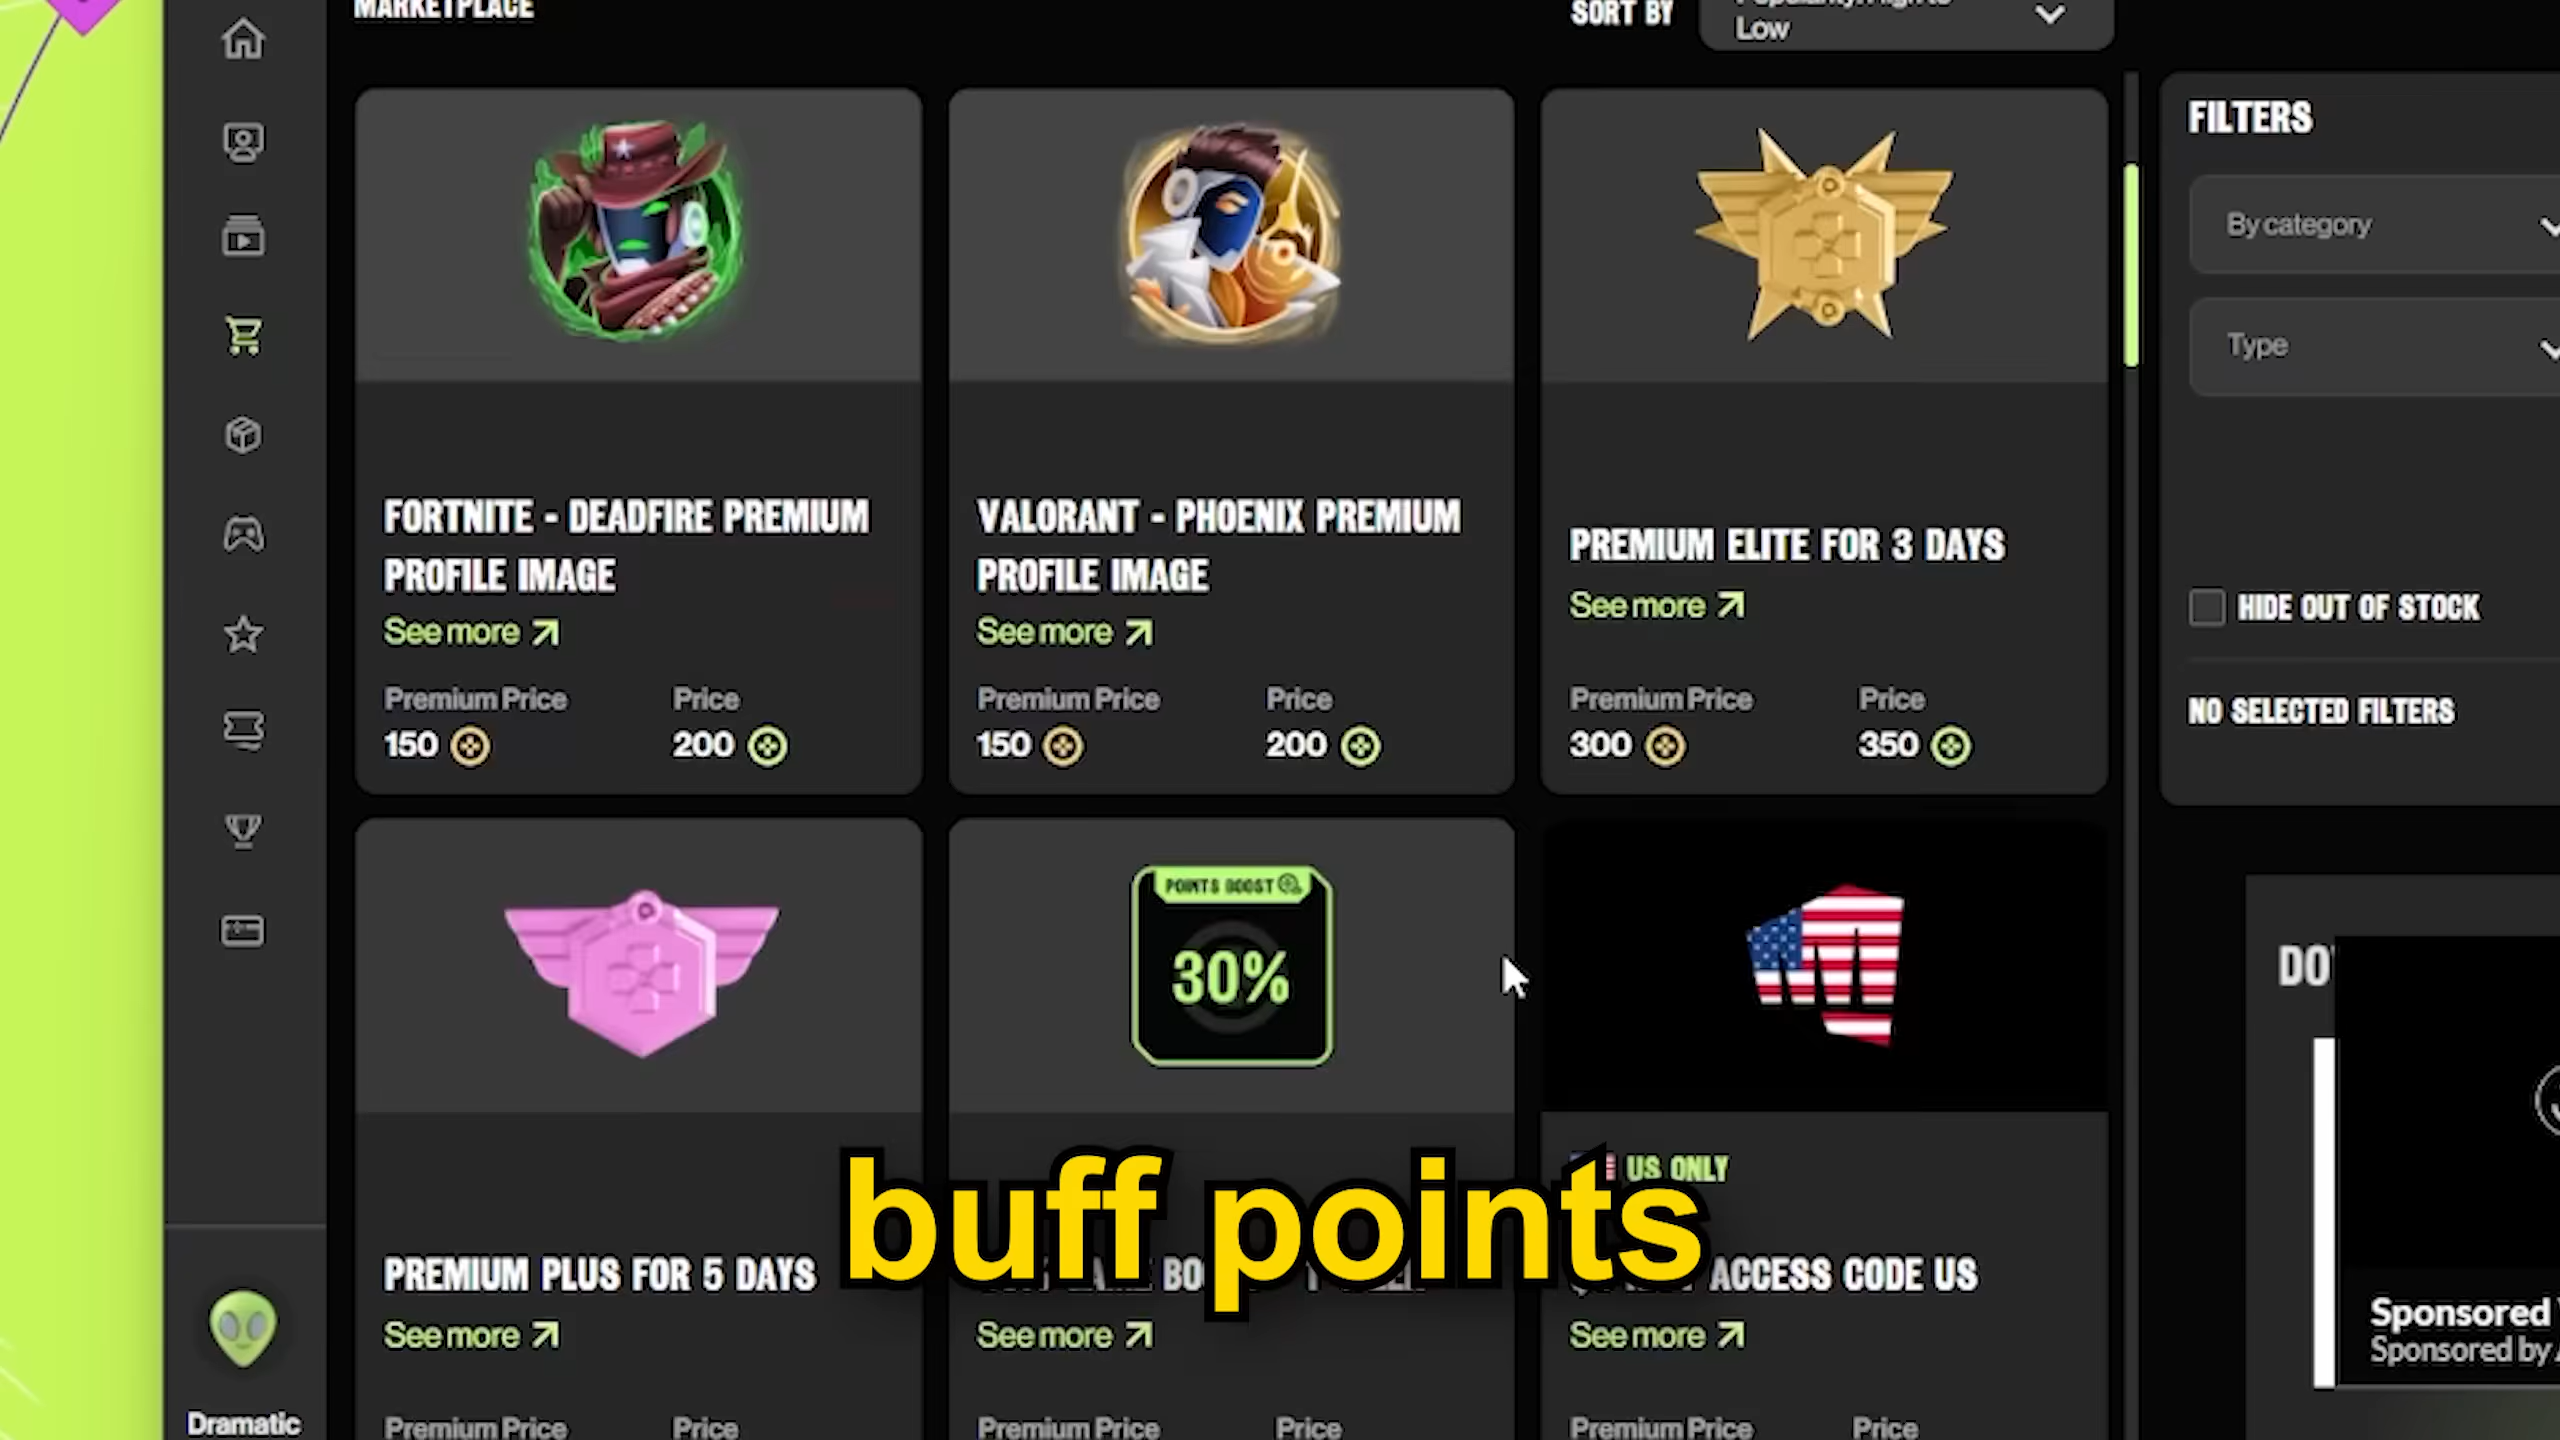 MARKETPLACE
SORT BY
Low
FORTNITE - DEADFIRE PREMIUM
PROFILE IMAGE
See more
Premium Price
Price
150
200
VALORANT - PHOENIX PREMIUM
PROFILE IMAGE
See more
Premium Price
Price
150
200
PREMIUM ELITE FOR 3 DAYS
See more
Premium Price
Price
300
350
FILTERS
By category
Type
HIDE OUT OF STOCK
NO SELECTED FILTERS
PREMIUM PLUS FOR 5 DAYS
See more
Premium Price
Price
POINTS BOOST
30%
See more
Premium Price
Price
US ONLY
ACCESS CODE US
See more
Premium Price
Price
buff points
Sponsored
Sponsored by
Dramatic